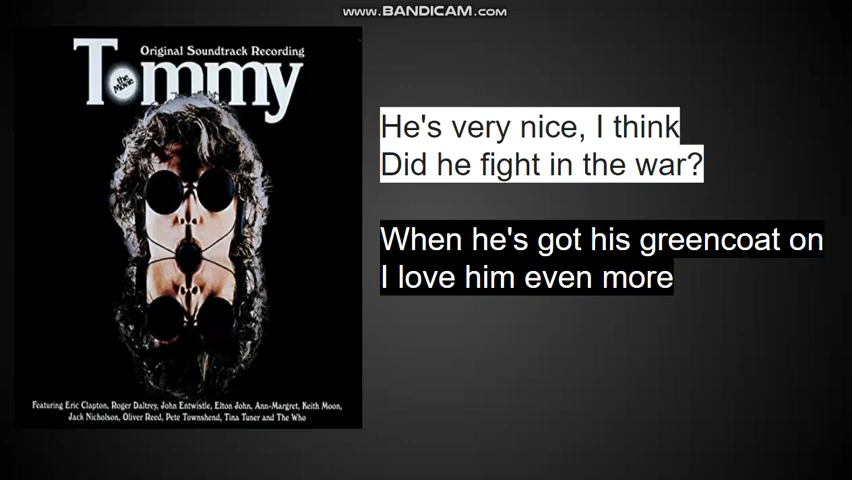 www.BANDICAM.com
Original Soundtrack Recording
Tommy
the Movie
He's very nice, I think
Did he fight in the war?
When he's got his greencoat on
I love him even more
Featuring Eric Clapton, Roger Daltrey, John Entwistle, Elton John, Ann-Margret, Keith Moon,
Jack Nicholson, Oliver Reed, Pete Townshend, Tina Turner and The Who